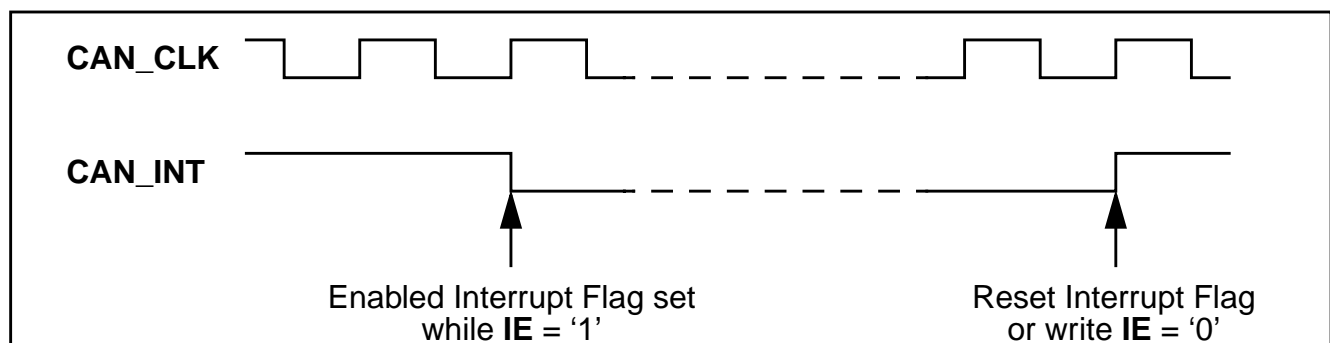 CAN_CLK
CAN_INT
Enabled Interrupt Flag set
while IE = ‘1’
Reset Interrupt Flag
or write IE = ‘0’